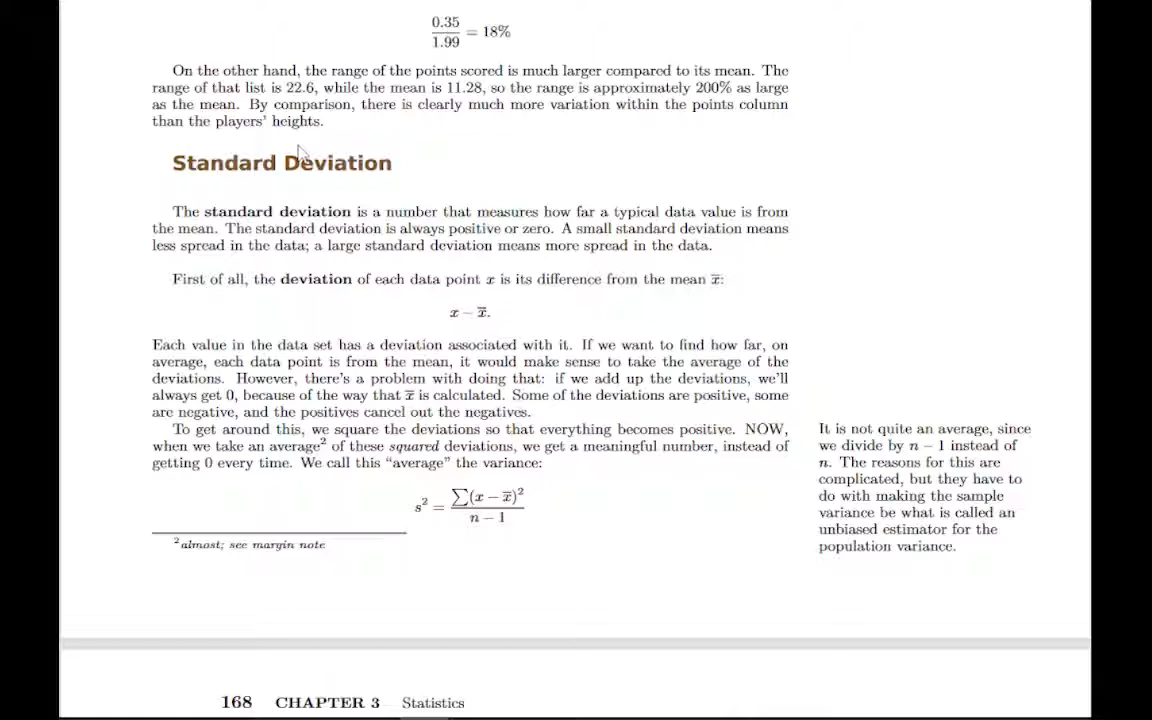 0.35
1.99
= 18%
On the other hand, the range of the points scored is much larger compared to its mean. The
range of that list is 22.6, while the mean is 11.28, so the range is approximately 200% as large
as the mean. By comparison, there is clearly much more variation within the points column
than the players' heights.
Standard Deviation
The standard deviation is a number that measures how far a typical data value is from
the mean. The standard deviation is always positive or zero. A small standard deviation means
less spread in the data; a large standard deviation means more spread in the data.
First of all, the deviation of each data point x is its difference from the mean x̅:
x − x̅.
Each value in the data set has a deviation associated with it. If we want to find how far, on
average, each data point is from the mean, it would make sense to take the average of the
deviations. However, there's a problem with doing that: if we add up the deviations, we'll
always get 0, because of the way that x̅ is calculated. Some of the deviations are positive, some
are negative, and the positives cancel out the negatives.
To get around this, we square the deviations so that everything becomes positive. NOW,
when we take an average² of these squared deviations, we get a meaningful number, instead of
getting 0 every time. We call this “average” the variance:
s² = ∑(x − x̅)²
n − 1
² almost; see margin note
It is not quite an average, since
we divide by n − 1 instead of
n. The reasons for this are
complicated, but they have to
do with making the sample
variance be what is called an
unbiased estimator for the
population variance.
168 CHAPTER 3 Statistics